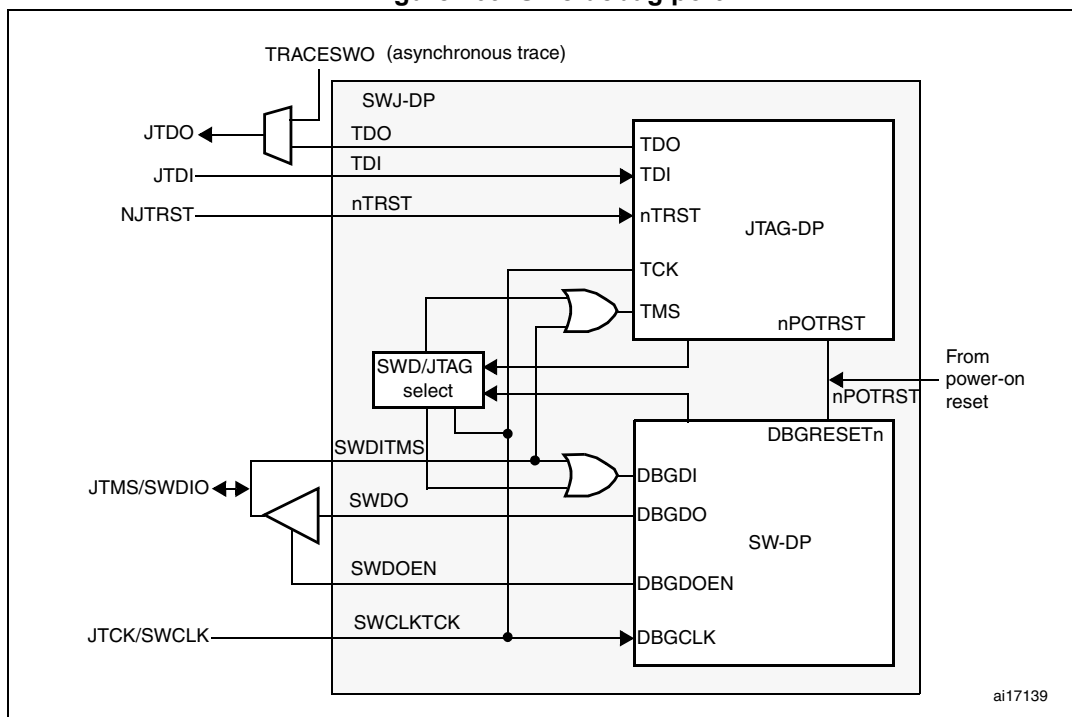 TRACESWO (asynchronous trace)
SWJ-DP
JTDO
TDO
TDO
JTDI
TDI
TDI
NJTRST
nTRST
nTRST
JTAG-DP
TCK
TMS
nPOTRST
SWD/JTAG
select
From
power-on
reset
nPOTRST
DBGRESETn
SWDITMS
JTMS/SWDIO
DBGDI
SWDO
DBGDO
SW-DP
SWDOEN
DBGDOEN
JTCK/SWCLK
SWCLKTCK
DBGCLK
ai17139